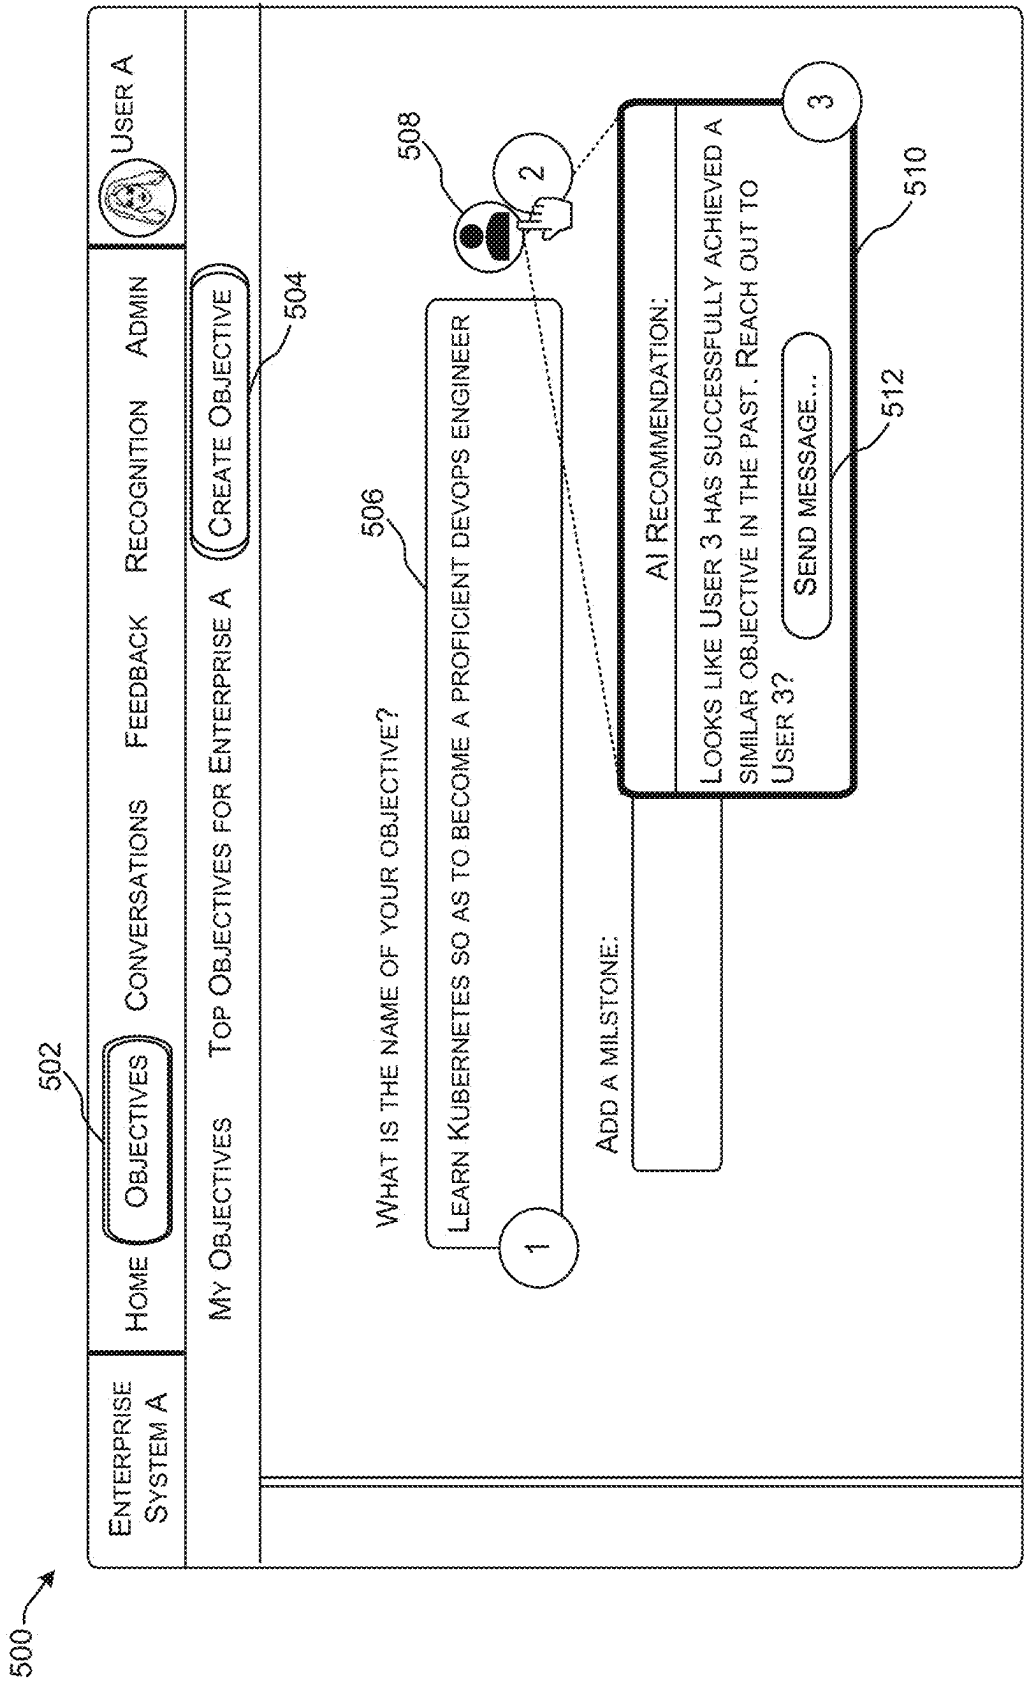 500
502
ENTERPRISE
SYSTEM A
HOME OBJECTIVES CONVERSATIONS FEEDBACK RECOGNITION ADMIN
USER A
MY OBJECTIVES TOP OBJECTIVES FOR ENTERPRISE A CREATE OBJECTIVE
504
506
508
WHAT IS THE NAME OF YOUR OBJECTIVE?
LEARN KUBERNETES SO AS TO BECOME A PROFICIENT DEVOPS ENGINEER
1
2
ADD A MILSTONE:
AI RECOMMENDATION:
LOOKS LIKE USER 3 HAS SUCCESSFULLY ACHIEVED A
SIMILAR OBJECTIVE IN THE PAST. REACH OUT TO
USER 3?
SEND MESSAGE...
3
512
510